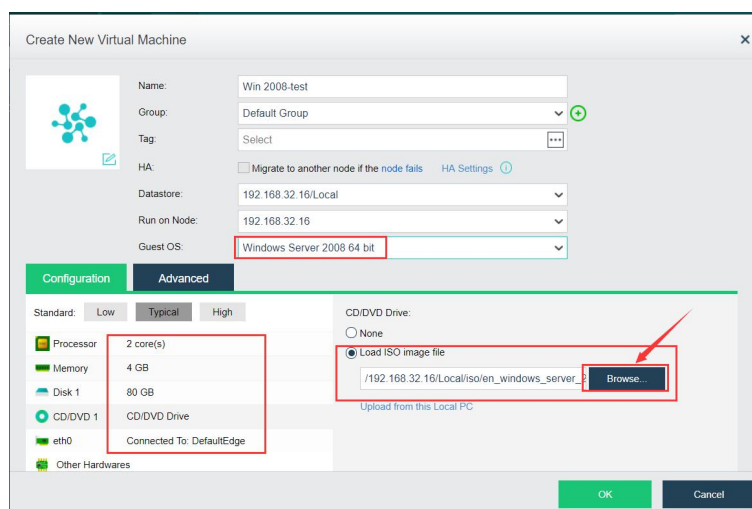 Create New Virtual Machine
Name: Win 2008-test
Group: Default Group
Tag: Select
HA: Migrate to another node if the node fails HA Settings
Datastore: 192.168.32.16/Local
Run on Node: 192.168.32.16
Guest OS: Windows Server 2008 64 bit
Configuration Advanced
Standard: Low Typical High
Processor 2 core(s)
Memory 4 GB
Disk 1 80 GB
CD/DVD 1 CD/DVD Drive
eth0 Connected To: DefaultEdge
Other Hardwares
CD/DVD Drive:
None
Load ISO image file
/192.168.32.16/Local/iso/en_windows_server_2 Browse...
Upload from this Local PC
OK Cancel